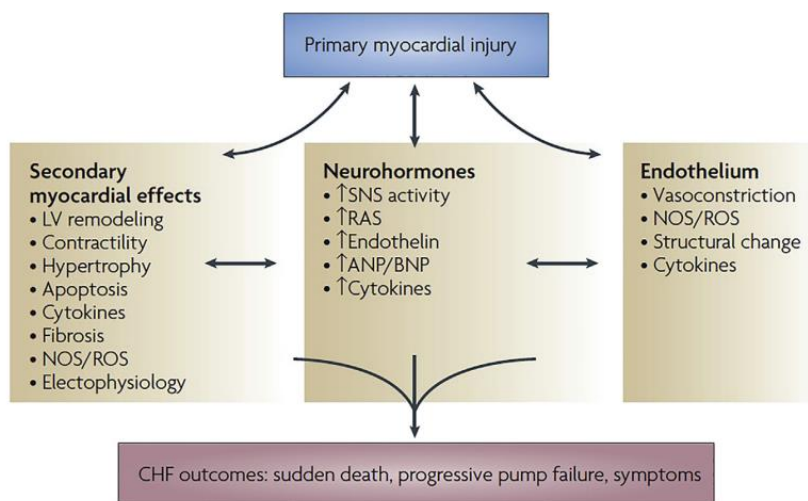 Primary myocardial injury
Secondary
myocardial effects
• LV remodeling
• Contractility
• Hypertrophy
• Apoptosis
• Cytokines
• Fibrosis
• NOS/ROS
• Electophysiology
Neurohormones
• ↑SNS activity
• ↑RAS
• ↑Endothelin
• ↑ANP/BNP
• ↑Cytokines
Endothelium
• Vasoconstriction
• NOS/ROS
• Structural change
• Cytokines
CHF outcomes: sudden death, progressive pump failure, symptoms